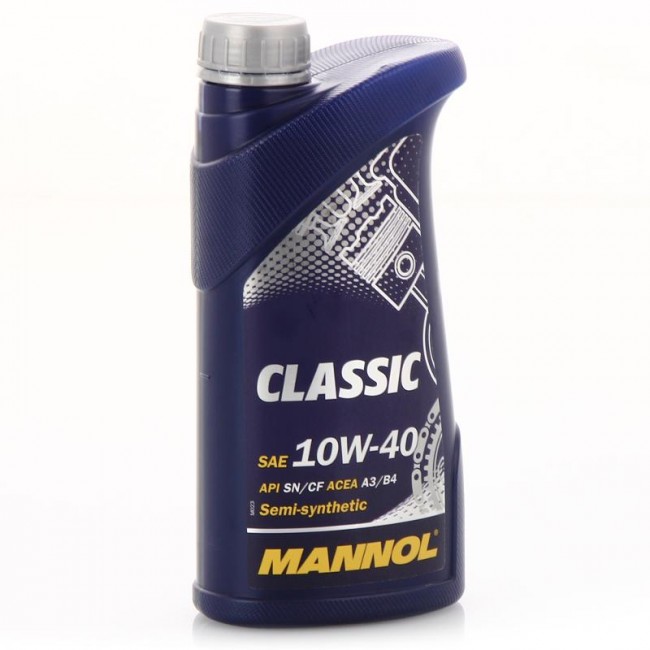 CLASSIC
SAE 10W-40
API SN/CF ACEA A3/B4
Semi-synthetic
MANNOL